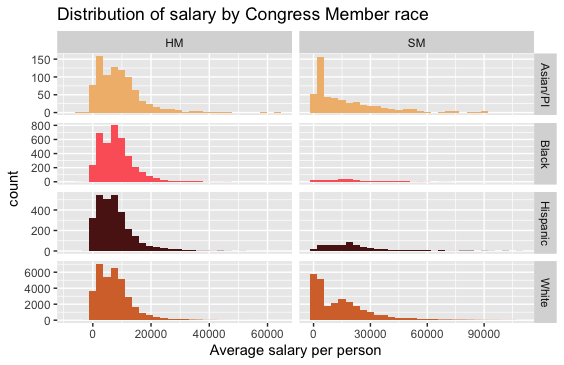 Distribution of salary by Congress Member race
HM
SM
150
100
50
0
Asian/PI
800
600
400
200
0
Black
400
200
0
Hispanic
6000
4000
2000
0
White
count
0 20000 40000 60000
0 30000 60000 90000
Average salary per person